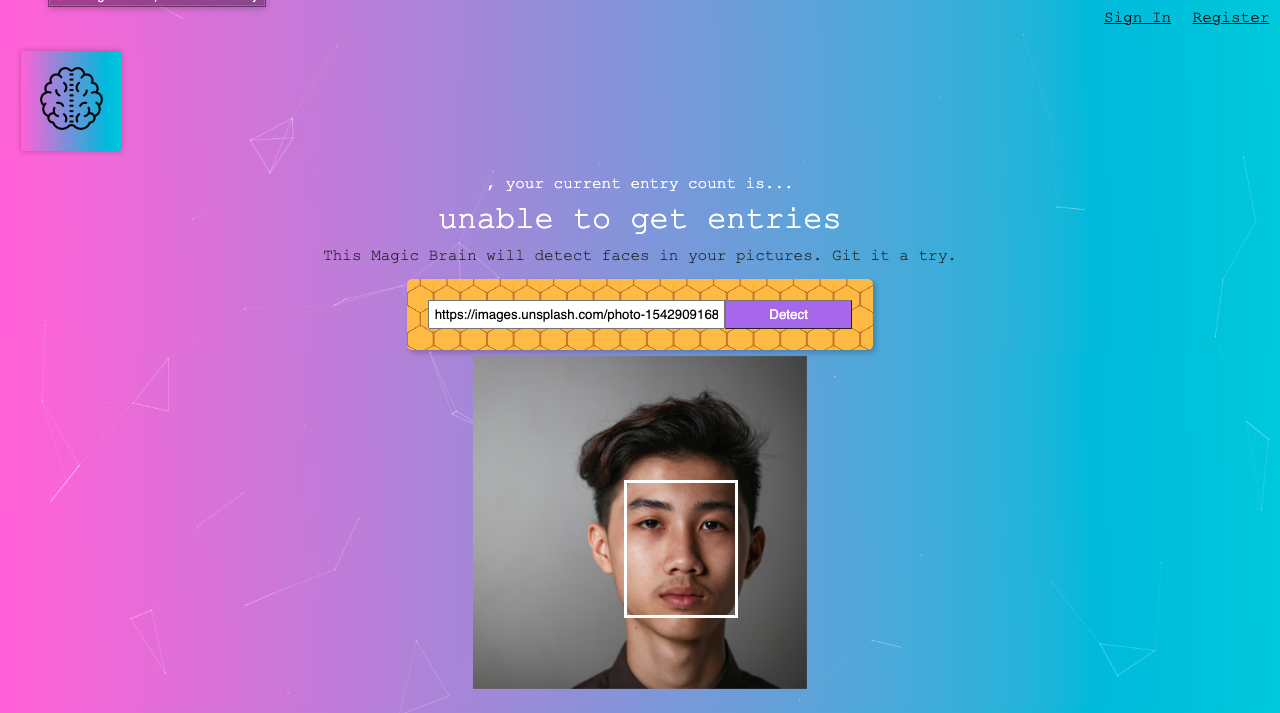 Sign In Register
, your current entry count is...
unable to get entries
This Magic Brain will detect faces in your pictures. Git it a try.
https://images.unsplash.com/photo-1542909168 Detect